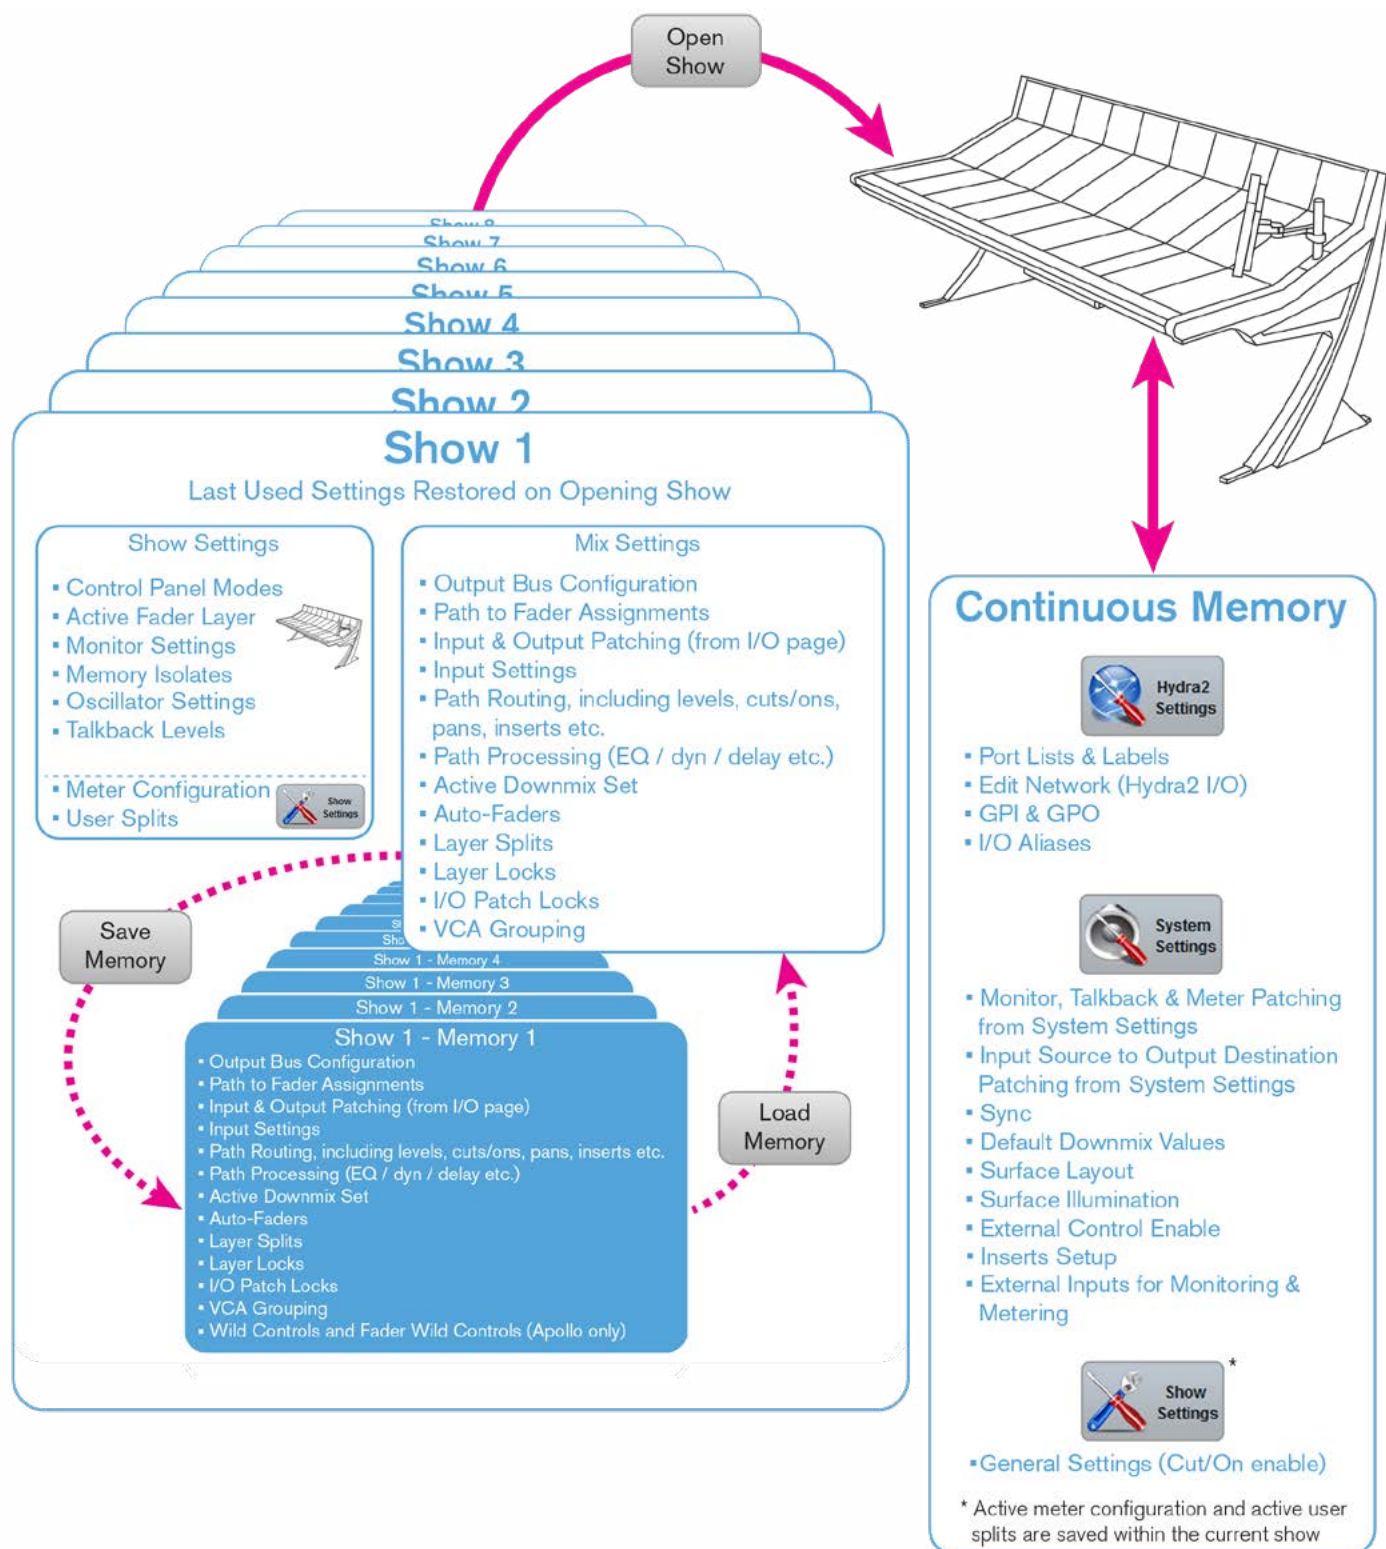 Open
Show
Show 8
Show 7
Show 6
Show 5
Show 4
Show 3
Show 2
Show 1
Last Used Settings Restored on Opening Show
Show Settings
▪ Control Panel Modes
▪ Active Fader Layer
▪ Monitor Settings
▪ Memory Isolates
▪ Oscillator Settings
▪ Talkback Levels
▪ Meter Configuration
▪ User Splits
Show
Settings
Mix Settings
▪ Output Bus Configuration
▪ Path to Fader Assignments
▪ Input & Output Patching (from I/O page)
▪ Input Settings
▪ Path Routing, including levels, cuts/ons,
pans, inserts etc.
▪ Path Processing (EQ / dyn / delay etc.)
▪ Active Downmix Set
▪ Auto-Faders
▪ Layer Splits
▪ Layer Locks
▪ I/O Patch Locks
▪ VCA Grouping
Save
Memory
Show 1 - Memory 4
Show 1 - Memory 3
Show 1 - Memory 2
Show 1 - Memory 1
▪ Output Bus Configuration
▪ Path to Fader Assignments
▪ Input & Output Patching (from I/O page)
▪ Input Settings
▪ Path Routing, including levels, cuts/ons, pans, inserts etc.
▪ Path Processing (EQ / dyn / delay etc.)
▪ Active Downmix Set
▪ Auto-Faders
▪ Layer Splits
▪ Layer Locks
▪ I/O Patch Locks
▪ VCA Grouping
▪ Wild Controls and Fader Wild Controls (Apollo only)
Load
Memory
Continuous Memory
Hydra2
Settings
▪ Port Lists & Labels
▪ Edit Network (Hydra2 I/O)
▪ GPI & GPO
▪ I/O Aliases
System
Settings
▪ Monitor, Talkback & Meter Patching
from System Settings
▪ Input Source to Output Destination
Patching from System Settings
▪ Sync
▪ Default Downmix Values
▪ Surface Layout
▪ Surface Illumination
▪ External Control Enable
▪ Inserts Setup
▪ External Inputs for Monitoring &
Metering
Show
Settings
*
▪ General Settings (Cut/On enable)
* Active meter configuration and active user
splits are saved within the current show